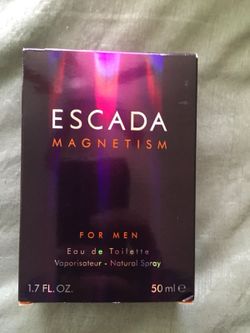 ESCADA
MAGNETISM
FOR MEN
Eau de Toilette
Vaporisateur - Natural Spray
1.7 FL. OZ. 50 ml e